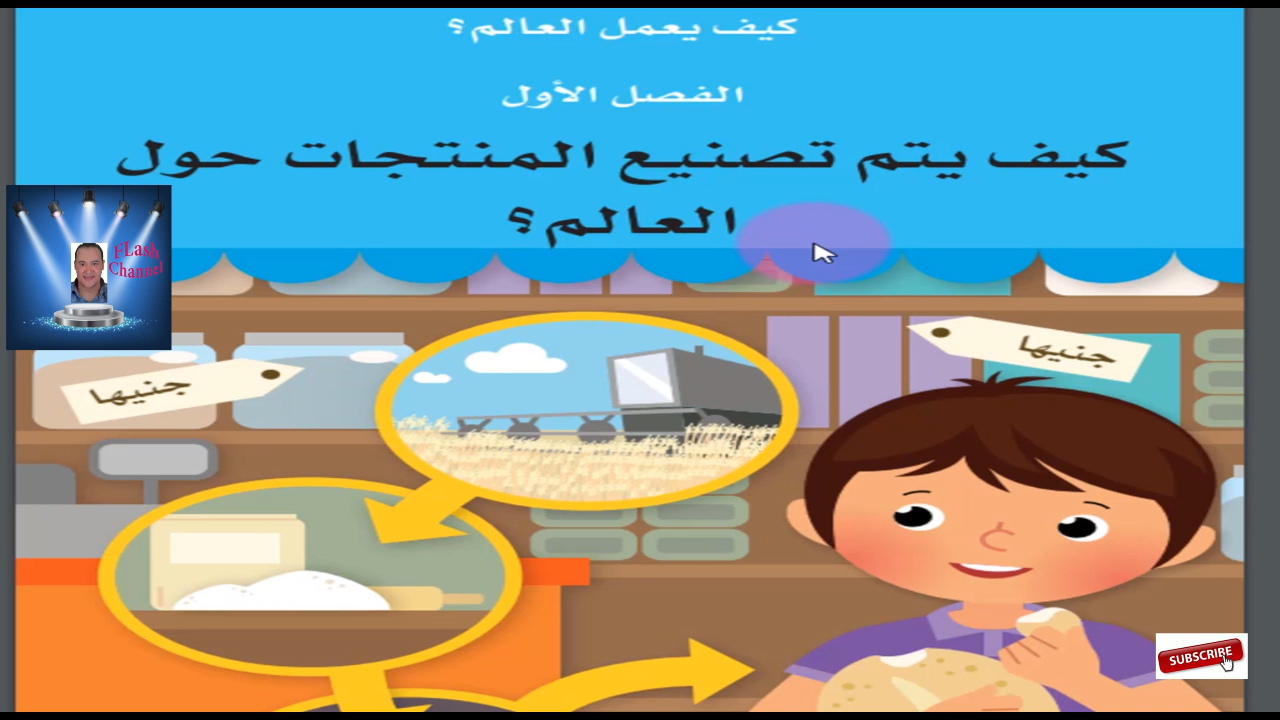 كيف يعمل العالم؟
الفصل الأول
كيف يتم تصنيع المنتجات حول
العالم؟
FLash
Channel
جنيها
جنيها
SUBSCRIBE